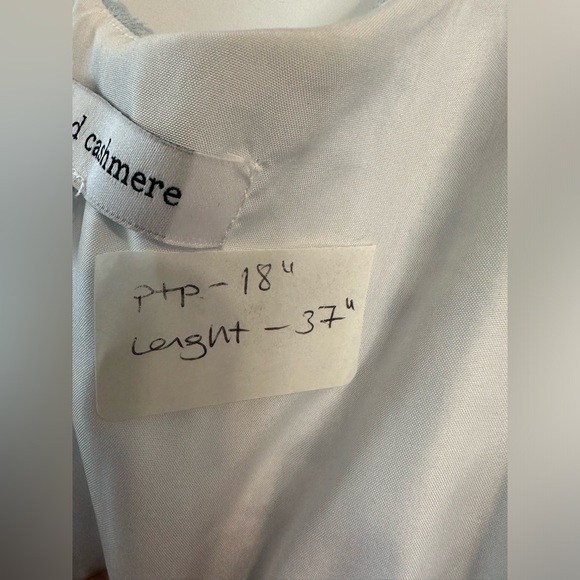 d cashmere
ptp - 18"
Lenght - 37"